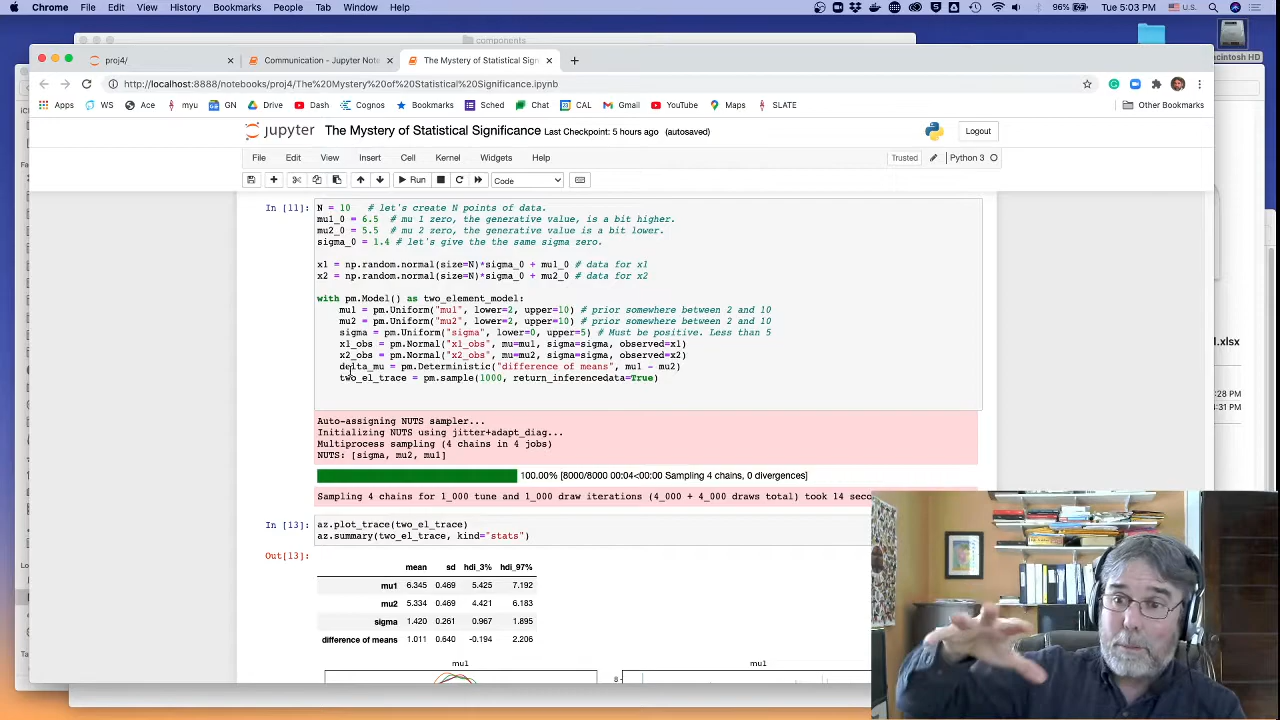 Chrome File Edit View History Bookmarks People Tab Window Help
96% Tue 5:03 PM U.S.
components
proj4/
Communication - Jupyter Note
The Mystery of Statistical Sign
http://localhost:8888/notebooks/proj4/The%20Mystery%20of%20Statistical%20Significance.ipynb
acintosh HD
Apps WS Ace myu GN Drive Dash Cognos Bookmarks Sched Chat CAL Gmail YouTube Maps SLATE Other Bookmarks
jupyter The Mystery of Statistical Significance Last Checkpoint: 5 hours ago (autosaved)
Logout
File Edit View Insert Cell Kernel Widgets Help
Trusted Python 3
Run Code
In [11]:
N = 10 # let's create N points of data.
mu1_0 = 6.5 # mu 1 zero, the generative value, is a bit higher.
mu2_0 = 5.5 # mu 2 zero, the generative value is a bit lower.
sigma_0 = 1.4 # let's give the the same sigma zero.
x1 = np.random.normal(size=N)*sigma_0 + mu1_0 # data for x1
x2 = np.random.normal(size=N)*sigma_0 + mu2_0 # data for x2
with pm.Model() as two_element_model:
mu1 = pm.Uniform("mu1", lower=2, upper=10) # prior somewhere between 2 and 10
mu2 = pm.Uniform("mu2", lower=2, upper=10) # prior somewhere between 2 and 10
sigma = pm.Uniform("sigma", lower=0, upper=5) # Must be positive. Less than 5
x1_obs = pm.Normal("x1_obs", mu=mu1, sigma=sigma, observed=x1)
x2_obs = pm.Normal("x2_obs", mu=mu2, sigma=sigma, observed=x2)
delta_mu = pm.Deterministic("difference of means", mu1 - mu2)
two_el_trace = pm.sample(1000, return_inferencedata=True)
1.xlsx
:28 PM
:31 PM
Auto-assigning NUTS sampler...
Initializing NUTS using jitter+adapt_diag...
Multiprocess sampling (4 chains in 4 jobs)
NUTS: [sigma, mu2, mu1]
100.00% [8000/8000 00:04<00:00 Sampling 4 chains, 0 divergences]
Sampling 4 chains for 1_000 tune and 1_000 draw iterations (4_000 + 4_000 draws total) took 14 seco
In [13]:
az.plot_trace(two_el_trace)
az.summary(two_el_trace, kind="stats")
Out[13]:
mean sd hdi_3% hdi_97%
mu1 6.345 0.469 5.425 7.192
mu2 5.334 0.469 4.421 6.183
sigma 1.420 0.261 0.967 1.895
difference of means 1.011 0.640 -0.194 2.206
mu1 mu1
8